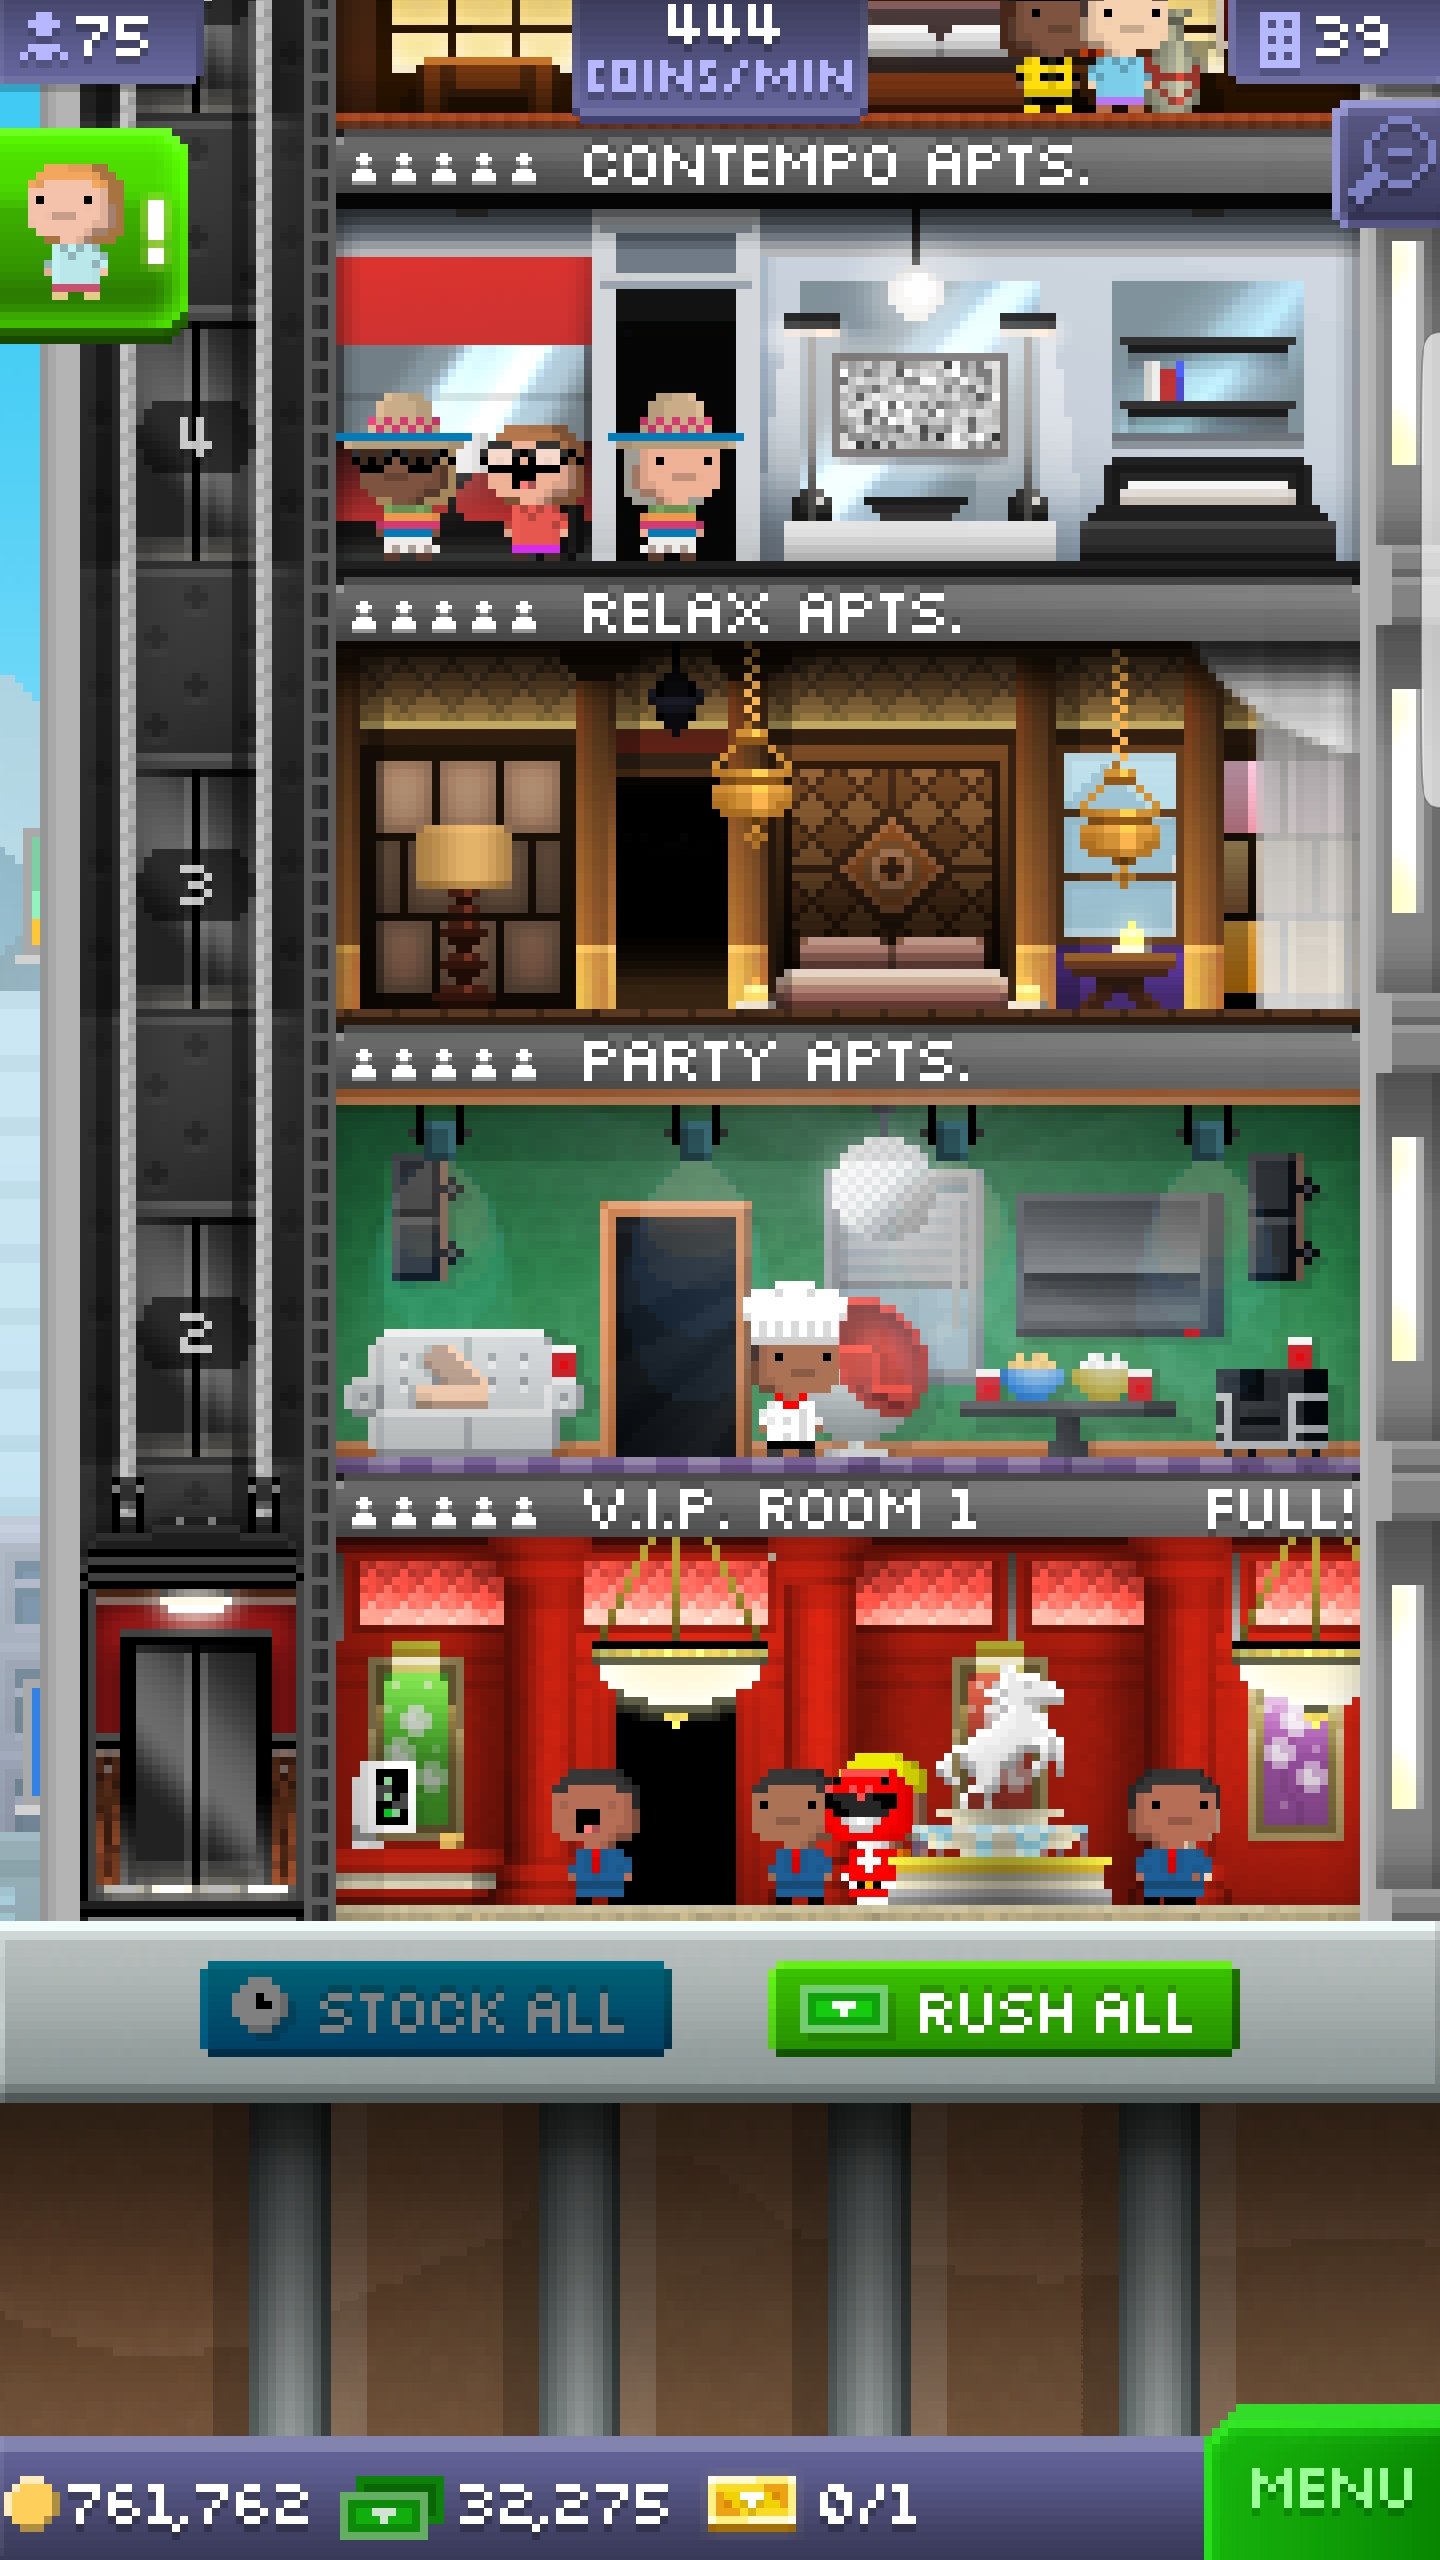 75
444
COINS/MIN
39
!
CONTEMPO APTS.
4
RELAX APTS.
3
PARTY APTS.
2
V.I.P. ROOM 1 FULL!
STOCK ALL
RUSH ALL
761,762 32,275 0/1
MENU